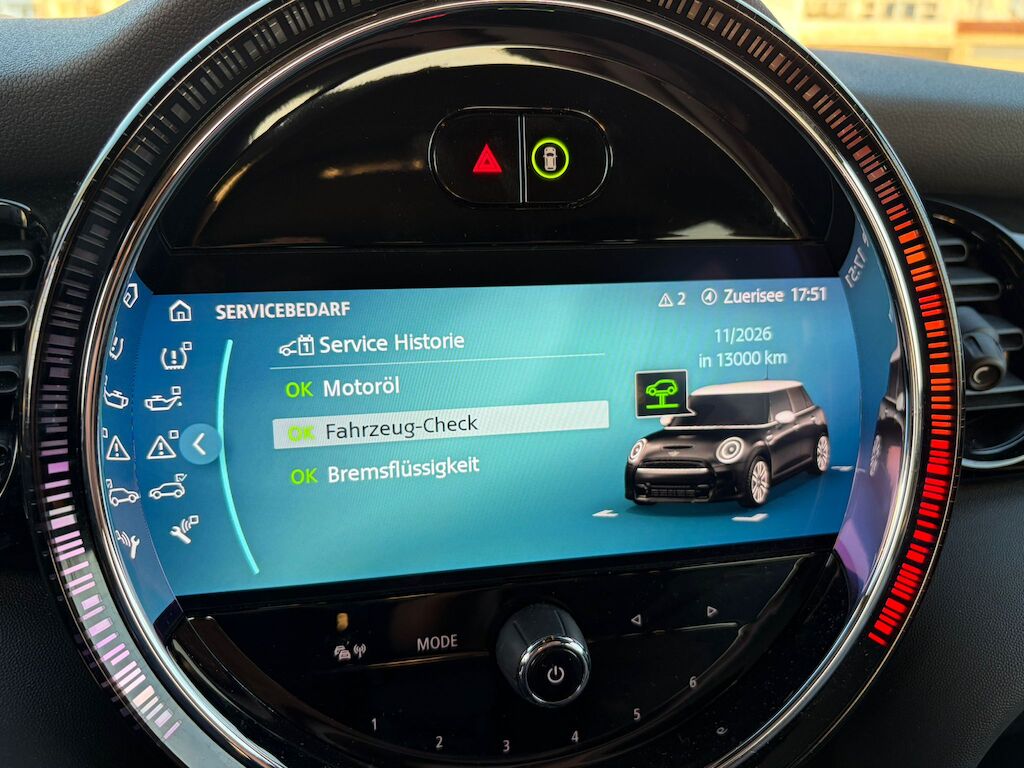 SERVICEBEDARF
2 Zuerisee 17:51
1 Service Historie
11/2026
in 13000 km
OK Motoröl
OK Fahrzeug-Check
OK Bremsflüssigkeit
MODE
1 2 3 4 5 6